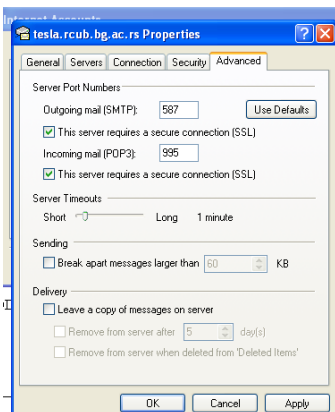 Internet Accounts
tesla.rcub.bg.ac.rs Properties
General Servers Connection Security Advanced
Server Port Numbers
Outgoing mail (SMTP): 587 Use Defaults
This server requires a secure connection (SSL)
Incoming mail (POP3): 995
This server requires a secure connection (SSL)
Server Timeouts
Short Long 1 minute
Sending
Break apart messages larger than 60 KB
Delivery
Leave a copy of messages on server
Remove from server after 5 day(s)
Remove from server when deleted from 'Deleted Items'
OK Cancel Apply